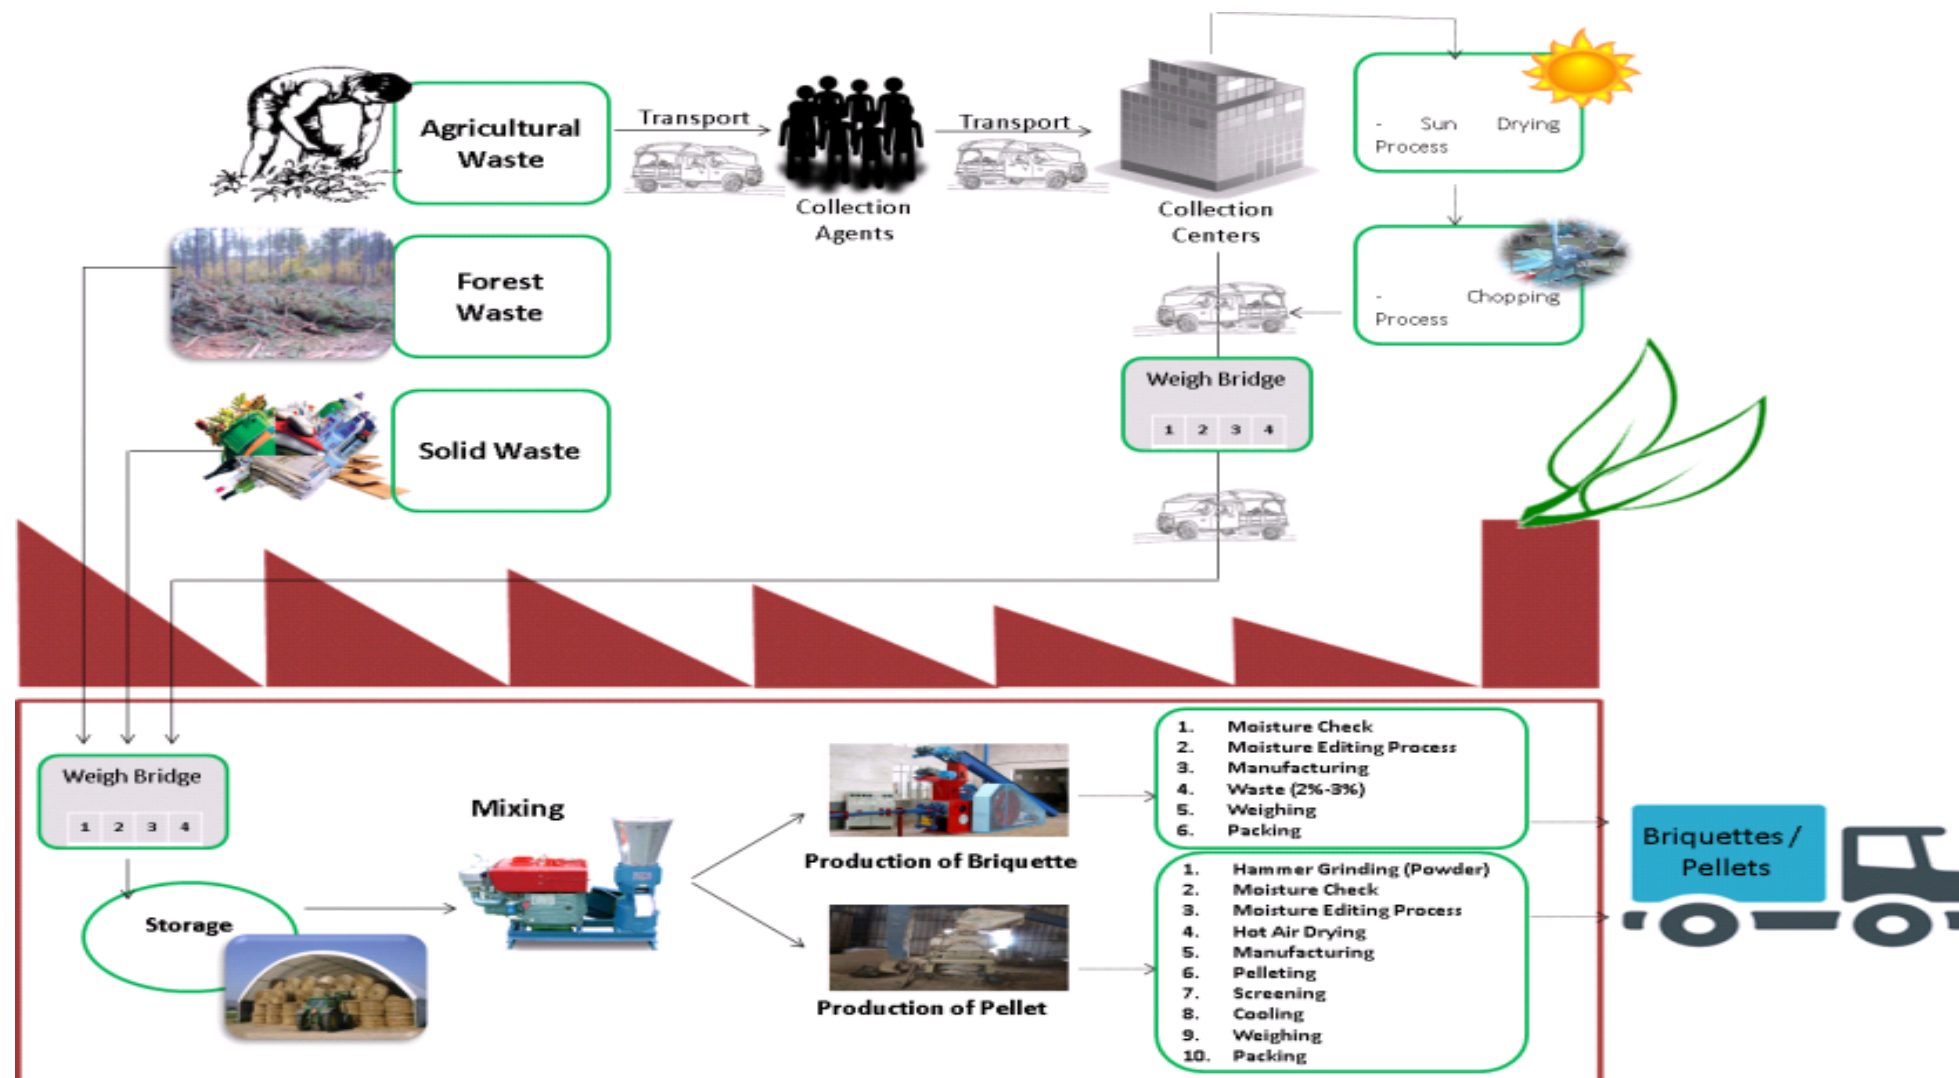 Agricultural
Waste
Transport
Collection
Agents
Transport
Collection
Centers
- Sun Drying
Process
- Chopping
Process
Forest
Waste
Weigh Bridge
1 2 3 4
Solid Waste
Weigh Bridge
1 2 3 4
Storage
Mixing
Production of Briquette
Production of Pellet
1. Moisture Check
2. Moisture Editing Process
3. Manufacturing
4. Waste (2%-3%)
5. Weighing
6. Packing
1. Hammer Grinding (Powder)
2. Moisture Check
3. Moisture Editing Process
4. Hot Air Drying
5. Manufacturing
6. Pelleting
7. Screening
8. Cooling
9. Weighing
10. Packing
Briquettes /
Pellets